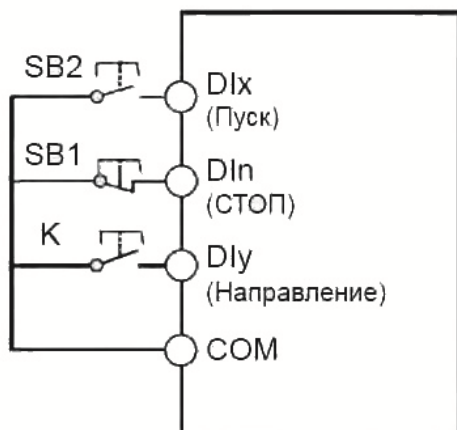 SB2
DIx
(Пуск)
SB1
DIn
(СТОП)
K
DIy
(Направление)
COM